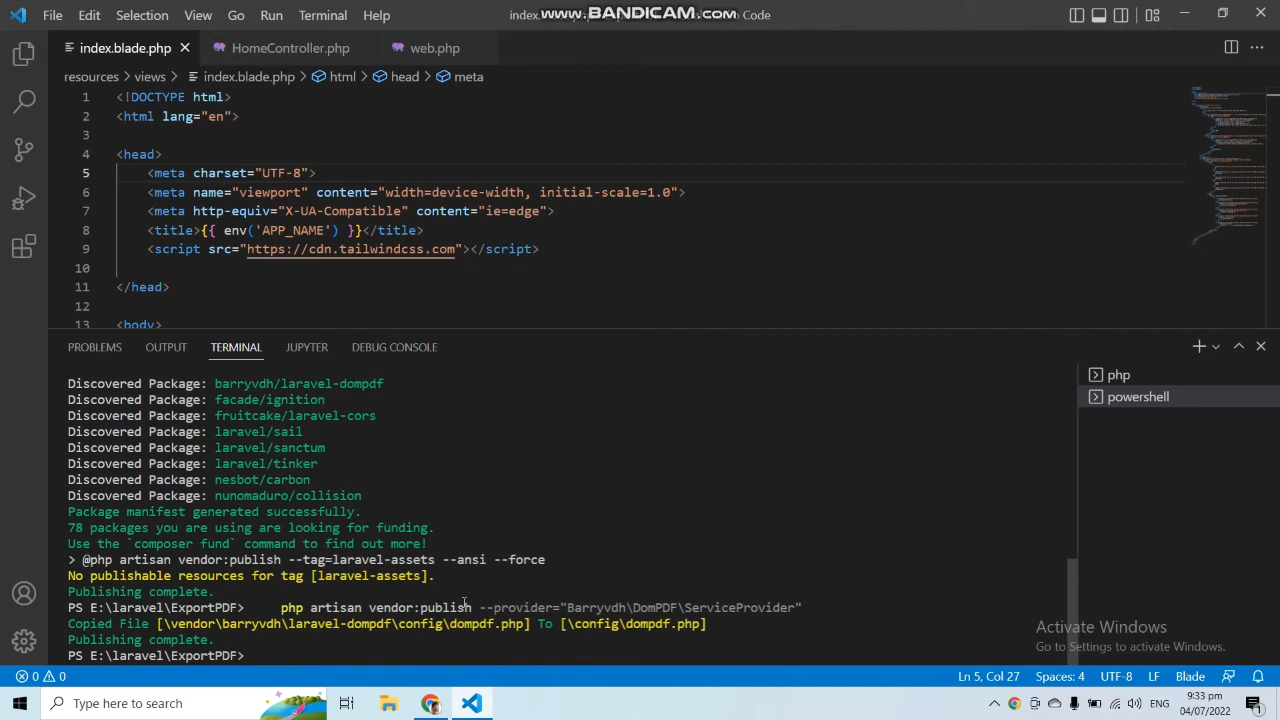 File Edit Selection View Go Run Terminal Help
index.
www.BANDICAM.com
Code
index.blade.php
HomeController.php
web.php
resources > views > index.blade.php > html > head > meta
1 <!DOCTYPE html>
2 <html lang="en">
3
4 <head>
5 <meta charset="UTF-8">
6 <meta name="viewport" content="width=device-width, initial-scale=1.0">
7 <meta http-equiv="X-UA-Compatible" content="ie=edge">
8 <title>{{ env('APP_NAME') }}</title>
9 <script src="https://cdn.tailwindcss.com"></script>
10
11 </head>
12
13 <body>
PROBLEMS OUTPUT TERMINAL JUPYTER DEBUG CONSOLE
php
powershell
Discovered Package: barryvdh/laravel-dompdf
Discovered Package: facade/ignition
Discovered Package: fruitcake/laravel-cors
Discovered Package: laravel/sail
Discovered Package: laravel/sanctum
Discovered Package: laravel/tinker
Discovered Package: nesbot/carbon
Discovered Package: nunomaduro/collision
Package manifest generated successfully.
78 packages you are using are looking for funding.
Use the `composer fund` command to find out more!
> @php artisan vendor:publish --tag=laravel-assets --ansi --force
No publishable resources for tag [laravel-assets].
Publishing complete.
PS E:\laravel\ExportPDF> php artisan vendor:publish --provider="Barryvdh\DomPDF\ServiceProvider"
Copied File [\vendor\barryvdh\laravel-dompdf\config\dompdf.php] To [\config\dompdf.php]
Publishing complete.
PS E:\laravel\ExportPDF>
Activate Windows
Go to Settings to activate Windows.
0 0
Ln 5, Col 27 Spaces: 4 UTF-8 LF Blade
Type here to search
ENG
9:33 pm
04/07/2022
1